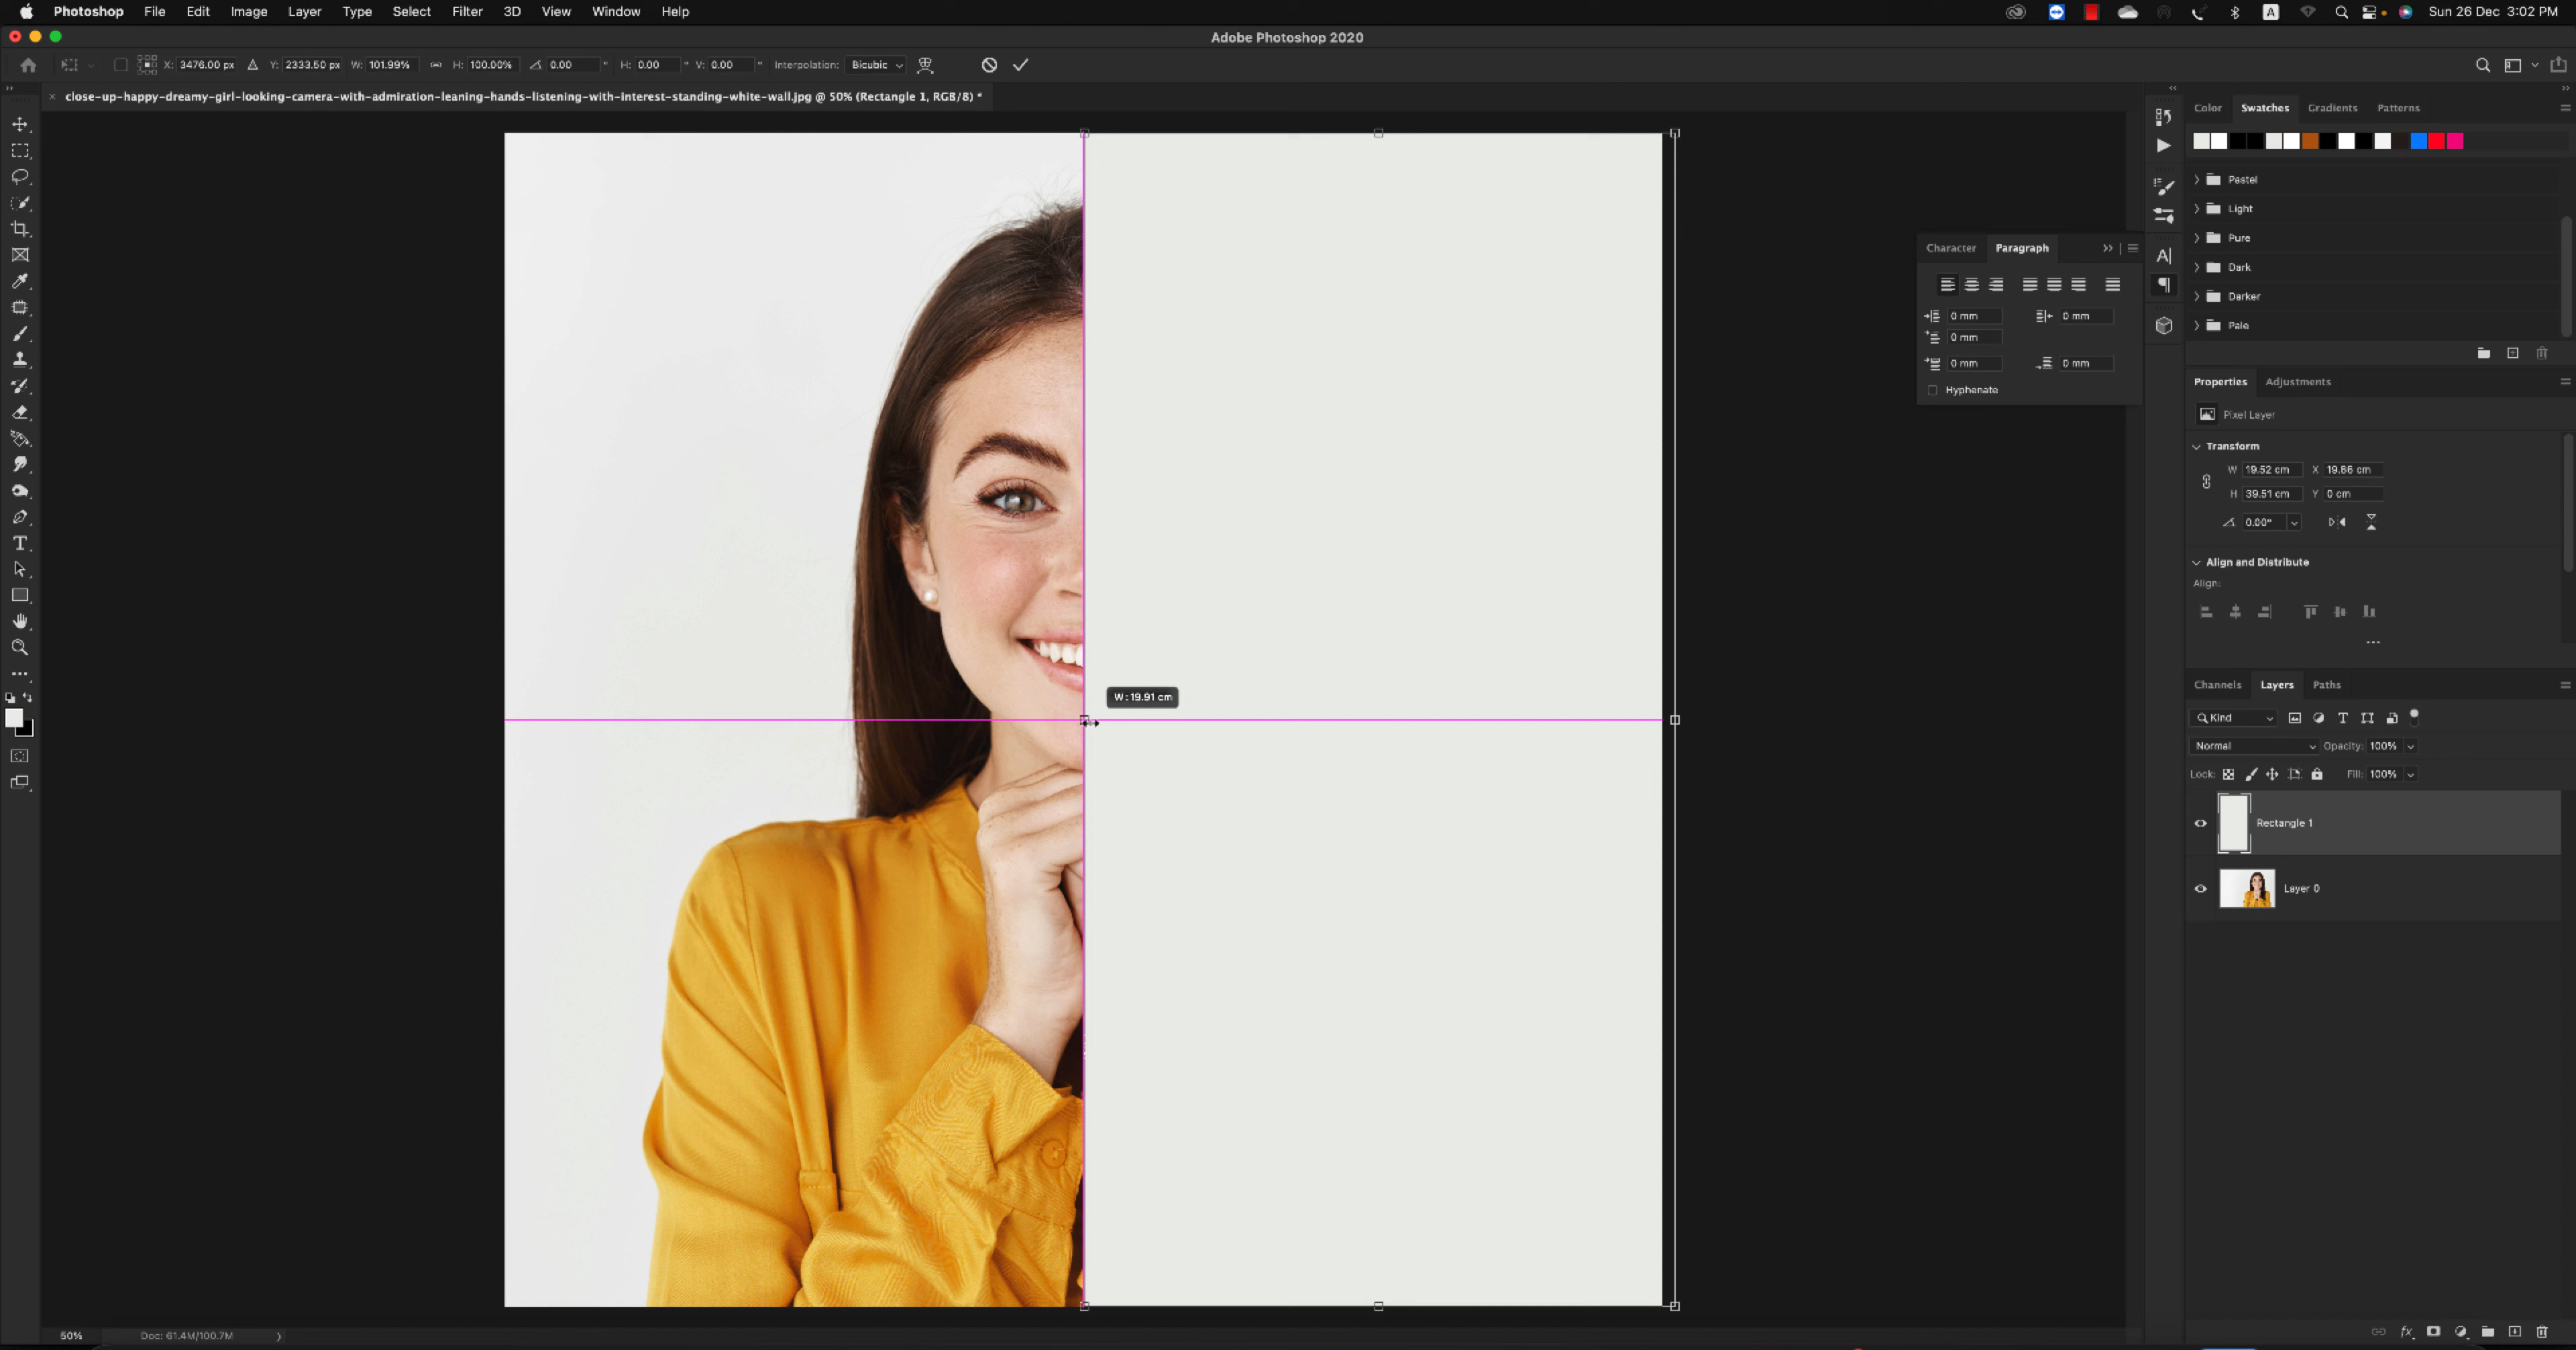 Photoshop File Edit Image Layer Type Select Filter 3D View Window Help
A Sun 26 Dec 3:02 PM
Adobe Photoshop 2020
X: 3476.00 px Y: 2333.50 px W: 101.99% H: 100.00% 0.00 ° H: 0.00 ° V: 0.00 ° Interpolation: Bicubic
× close-up-happy-dreamy-girl-looking-camera-with-admiration-leaning-hands-listening-with-interest-standing-white-wall.jpg @ 50% (Rectangle 1, RGB/8) *
Color Swatches Gradients Patterns
Pastel
Light
Pure
Dark
Darker
Pale
Character Paragraph
0 mm 0 mm
0 mm
0 mm 0 mm
Hyphenate
Properties Adjustments
Pixel Layer
Transform
W 19.52 cm X 19.86 cm
H 39.51 cm Y 0 cm
0.00°
Align and Distribute
Align:
W : 19.91 cm
Channels Layers Paths
Kind
Normal Opacity: 100%
Lock: Fill: 100%
Rectangle 1
Layer 0
fx
50% Doc: 61.4M/100.7M